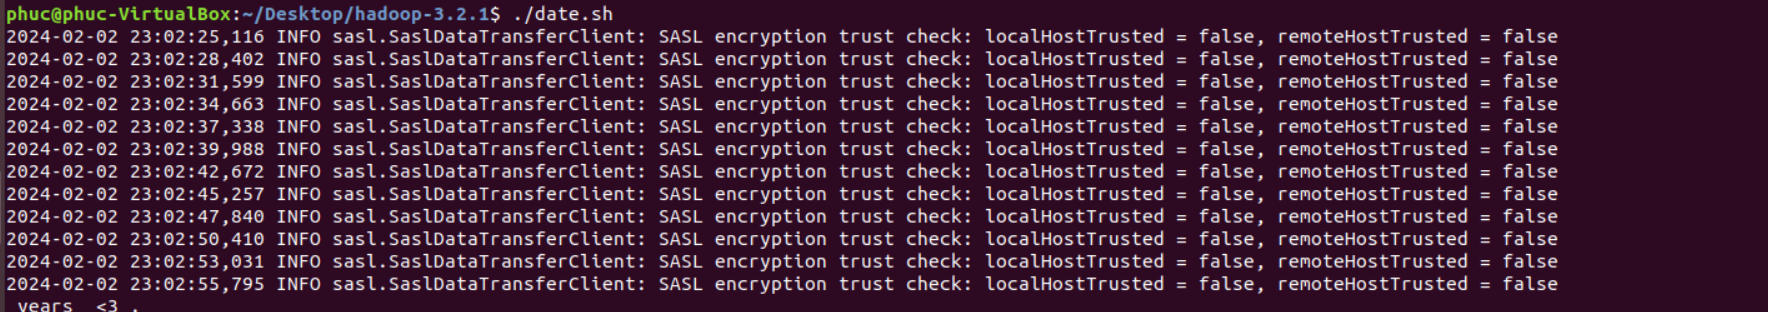 phuc@phuc-VirtualBox:~/Desktop/hadoop-3.2.1$ ./date.sh
2024-02-02 23:02:25,116 INFO sasl.SaslDataTransferClient: SASL encryption trust check: localHostTrusted = false, remoteHostTrusted = false
2024-02-02 23:02:28,402 INFO sasl.SaslDataTransferClient: SASL encryption trust check: localHostTrusted = false, remoteHostTrusted = false
2024-02-02 23:02:31,599 INFO sasl.SaslDataTransferClient: SASL encryption trust check: localHostTrusted = false, remoteHostTrusted = false
2024-02-02 23:02:34,663 INFO sasl.SaslDataTransferClient: SASL encryption trust check: localHostTrusted = false, remoteHostTrusted = false
2024-02-02 23:02:37,338 INFO sasl.SaslDataTransferClient: SASL encryption trust check: localHostTrusted = false, remoteHostTrusted = false
2024-02-02 23:02:39,988 INFO sasl.SaslDataTransferClient: SASL encryption trust check: localHostTrusted = false, remoteHostTrusted = false
2024-02-02 23:02:42,672 INFO sasl.SaslDataTransferClient: SASL encryption trust check: localHostTrusted = false, remoteHostTrusted = false
2024-02-02 23:02:45,257 INFO sasl.SaslDataTransferClient: SASL encryption trust check: localHostTrusted = false, remoteHostTrusted = false
2024-02-02 23:02:47,840 INFO sasl.SaslDataTransferClient: SASL encryption trust check: localHostTrusted = false, remoteHostTrusted = false
2024-02-02 23:02:50,410 INFO sasl.SaslDataTransferClient: SASL encryption trust check: localHostTrusted = false, remoteHostTrusted = false
2024-02-02 23:02:53,031 INFO sasl.SaslDataTransferClient: SASL encryption trust check: localHostTrusted = false, remoteHostTrusted = false
2024-02-02 23:02:55,795 INFO sasl.SaslDataTransferClient: SASL encryption trust check: localHostTrusted = false, remoteHostTrusted = false
years <3 .